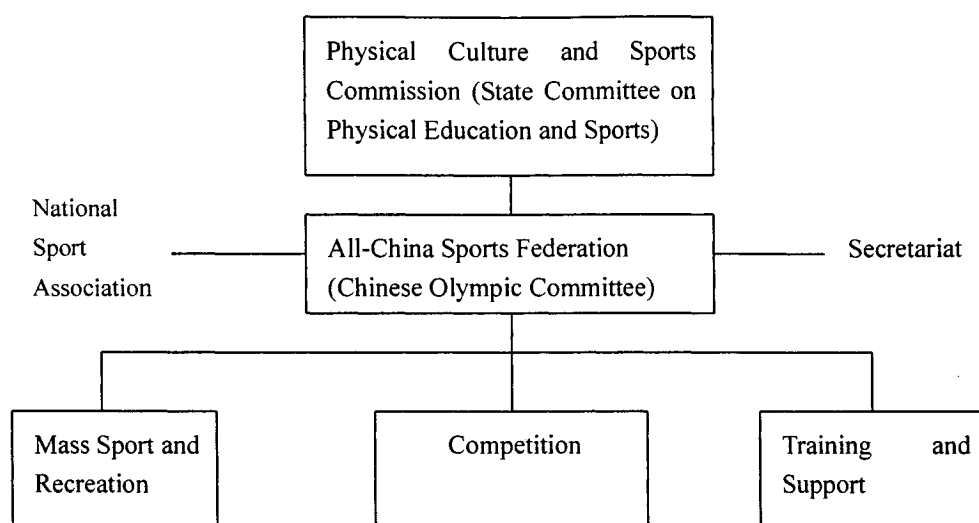 Physical Culture and Sports
Commission (State Committee on
Physical Education and Sports)
National
Sport
Association
All-China Sports Federation
(Chinese Olympic Committee)
Secretariat
Mass Sport and
Recreation
Competition
Training and
Support